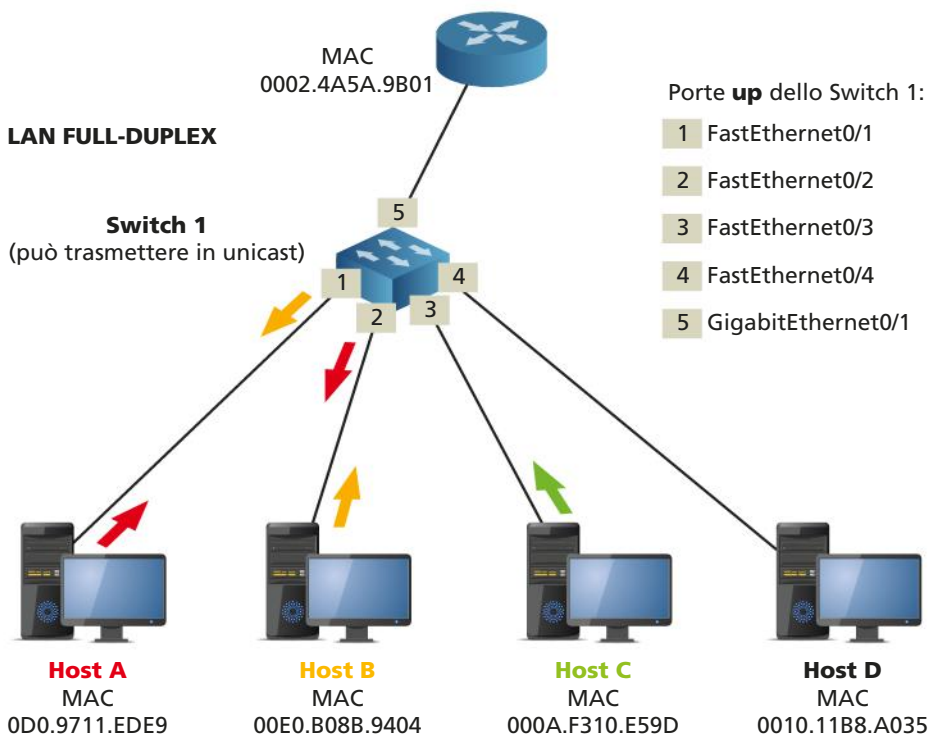 MAC
0002.4A5A.9B01
Porte up dello Switch 1:
LAN FULL-DUPLEX
1 FastEthernet0/1
2 FastEthernet0/2
3 FastEthernet0/3
4 FastEthernet0/4
5 GigabitEthernet0/1
Switch 1
(può trasmettere in unicast)
5
1
2
3
4
Host A
MAC
0D0.9711.EDE9
Host B
MAC
00E0.B08B.9404
Host C
MAC
000A.F310.E59D
Host D
MAC
0010.11B8.A035